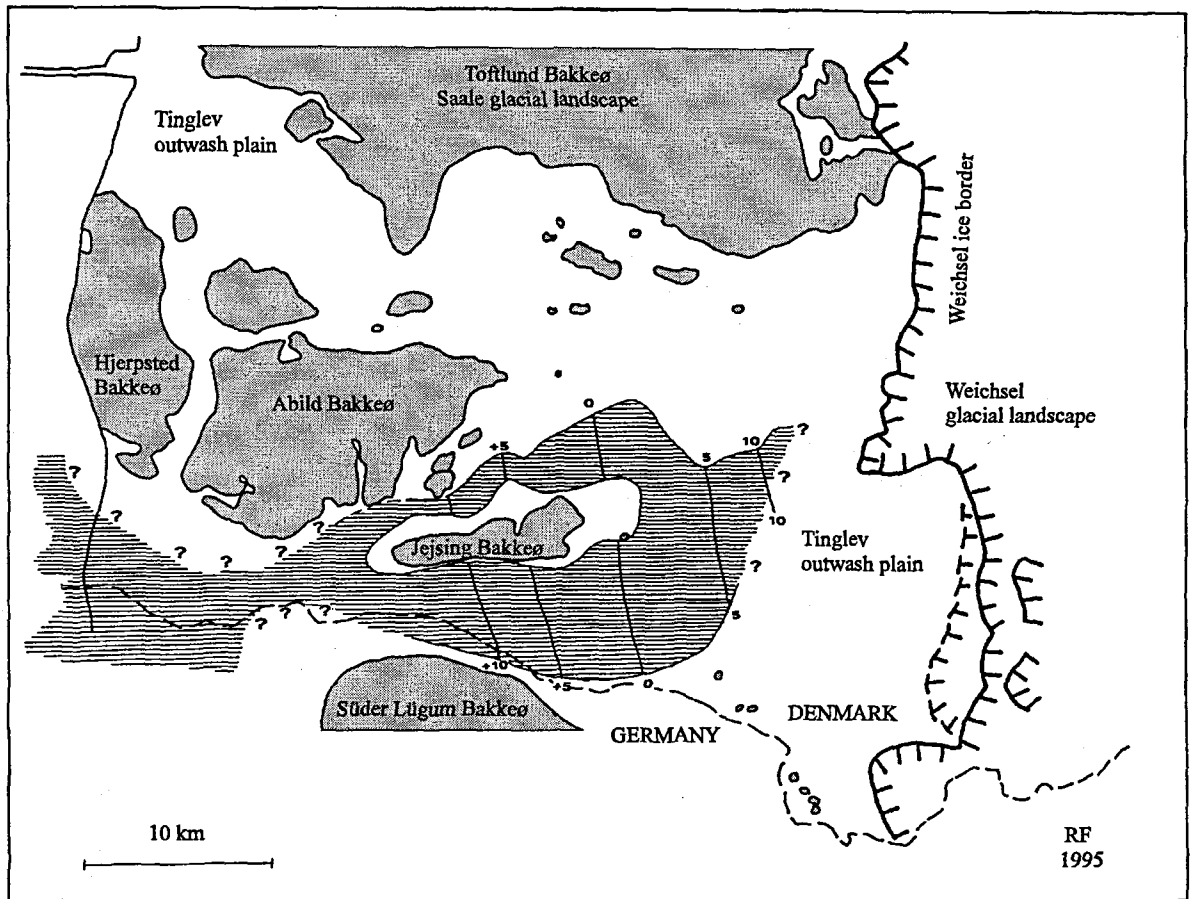 Toftlund Bakkeø
Saale glacial landscape
Tinglev
outwash plain
Weichsel ice border
Hjerpsted
Bakkeø
Abild Bakkeø
Weichsel
glacial landscape
0
+5
5
10
?
?
?
10
?
?
?
?
?
?
Jejsing Bakkeø
0
Tinglev
outwash plain
?
5
?
?
?
+10
+5
0
Süder Lügum Bakkeø
GERMANY
DENMARK
10 km
RF
1995